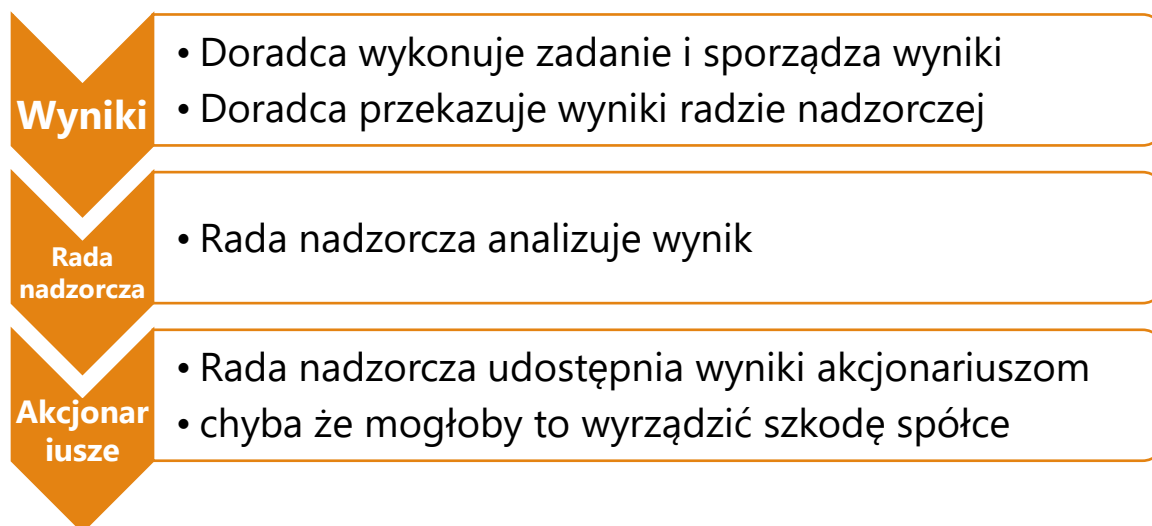 Wyniki
• Doradca wykonuje zadanie i sporządza wyniki
• Doradca przekazuje wyniki radzie nadzorczej
Rada
nadzorcza
• Rada nadzorcza analizuje wynik
Akcjonar
iusze
• Rada nadzorcza udostępnia wyniki akcjonariuszom
• chyba że mogłoby to wyrządzić szkodę spółce